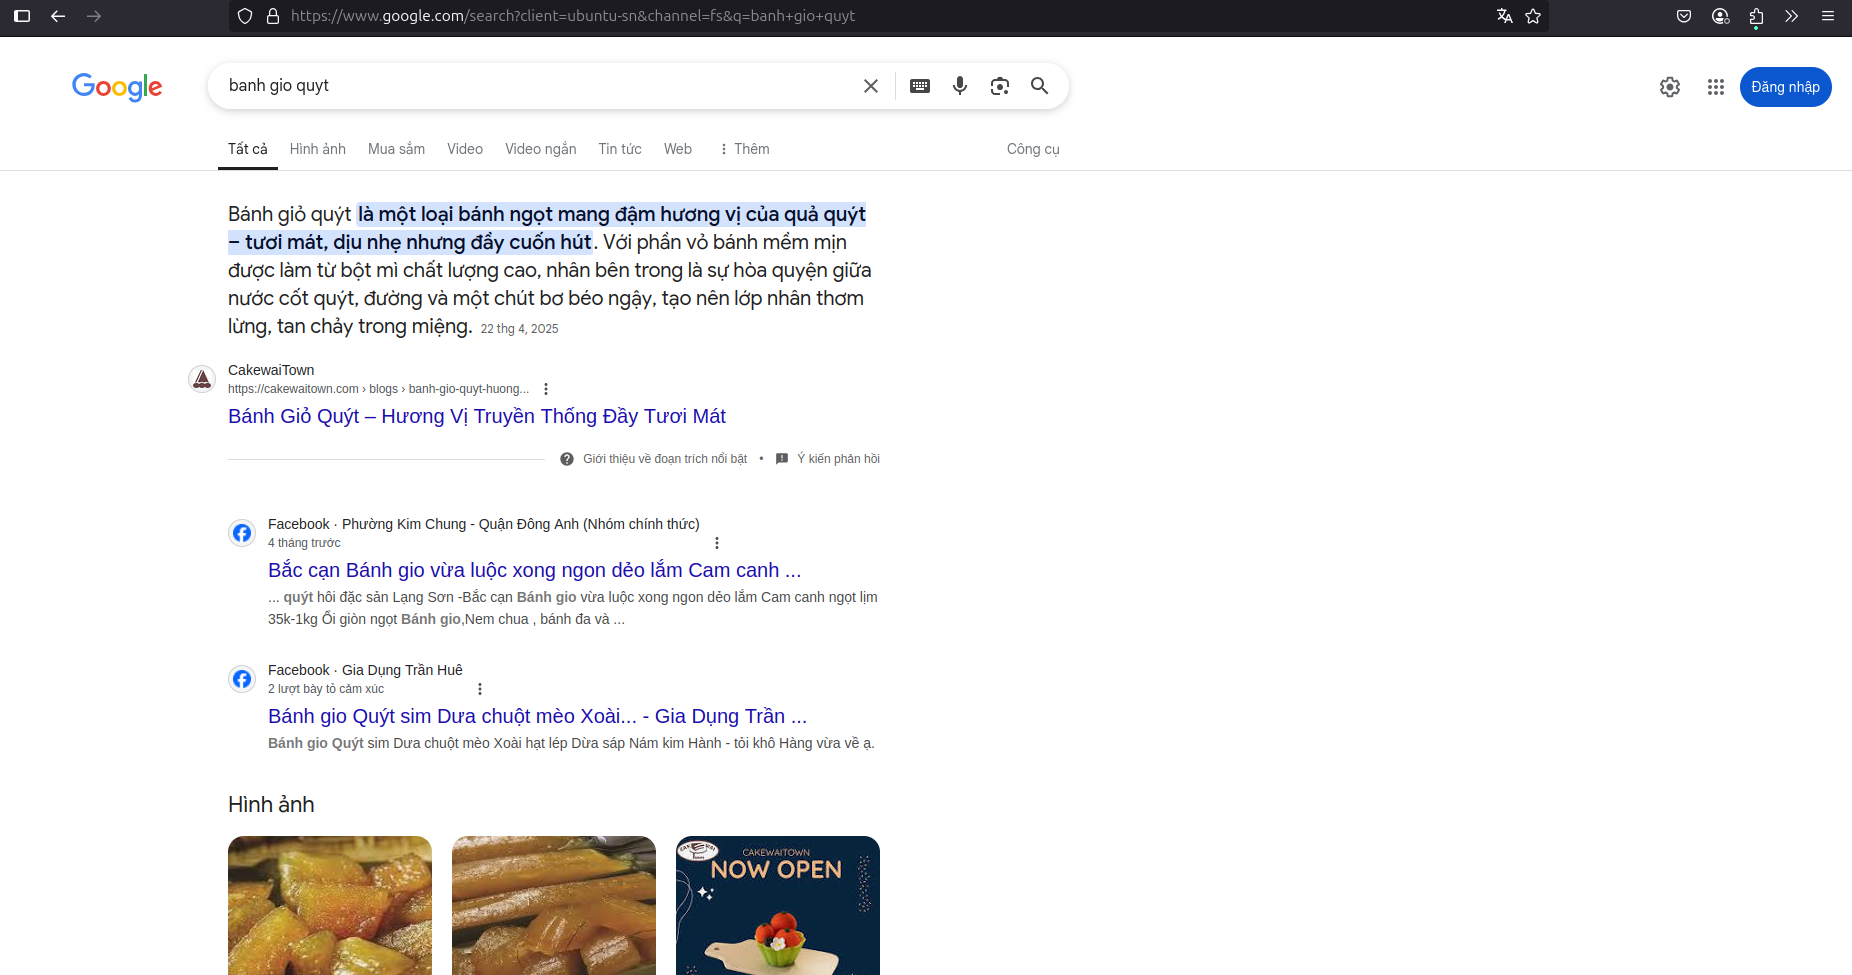 https://www.google.com/search?client=ubuntu-sn&channel=fs&q=banh+gio+quyt
Google
banh gio quyt
Đăng nhập
Tất cả
Hình ảnh
Mua sắm
Video
Video ngắn
Tin tức
Web
Thêm
Công cụ
Bánh giỏ quýt là một loại bánh ngọt mang đậm hương vị của quả quýt
– tươi mát, dịu nhẹ nhưng đầy cuốn hút. Với phần vỏ bánh mềm mịn
được làm từ bột mì chất lượng cao, nhân bên trong là sự hòa quyện giữa
nước cốt quýt, đường và một chút bơ béo ngậy, tạo nên lớp nhân thơm
lừng, tan chảy trong miệng. 22 thg 4, 2025
CakewaiTown
https://cakewaitown.com › blogs › banh-gio-quyt-huong...
Bánh Giỏ Quýt – Hương Vị Truyền Thống Đầy Tươi Mát
Giới thiệu về đoạn trích nổi bật • Ý kiến phản hồi
Facebook · Phường Kim Chung - Quận Đông Anh (Nhóm chính thức)
4 tháng trước
Bắc cạn Bánh gio vừa luộc xong ngon dẻo lắm Cam canh ...
... quýt hôi đặc sản Lạng Sơn -Bắc cạn Bánh gio vừa luộc xong ngon dẻo lắm Cam canh ngọt lịm
35k-1kg Ổi giòn ngọt Bánh gio,Nem chua , bánh đa và ...
Facebook · Gia Dụng Trần Huê
2 lượt bày tỏ cảm xúc
Bánh gio Quýt sim Dưa chuột mèo Xoài... - Gia Dụng Trần ...
Bánh gio Quýt sim Dưa chuột mèo Xoài hạt lép Dừa sáp Nám kim Hành - tỏi khô Hàng vừa về ạ.
Hình ảnh
CAKEWAITOWN
NOW OPEN